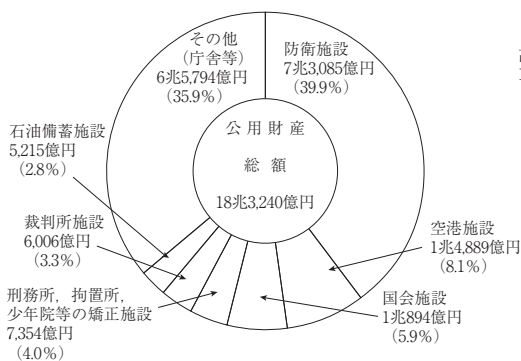 その他
(庁舎等)
6兆5,794億円
(35.9%)
防衛施設
7兆3,085億円
(39.9%)
公用財産
総額
18兆3,240億円
石油備蓄施設
5,215億円
(2.8%)
裁判所施設
6,006億円
(3.3%)
刑務所，拘置所，
少年院等の矯正施設
7,354億円
(4.0%)
空港施設
1兆4,889億円
(8.1%)
国会施設
1兆894億円
(5.9%)